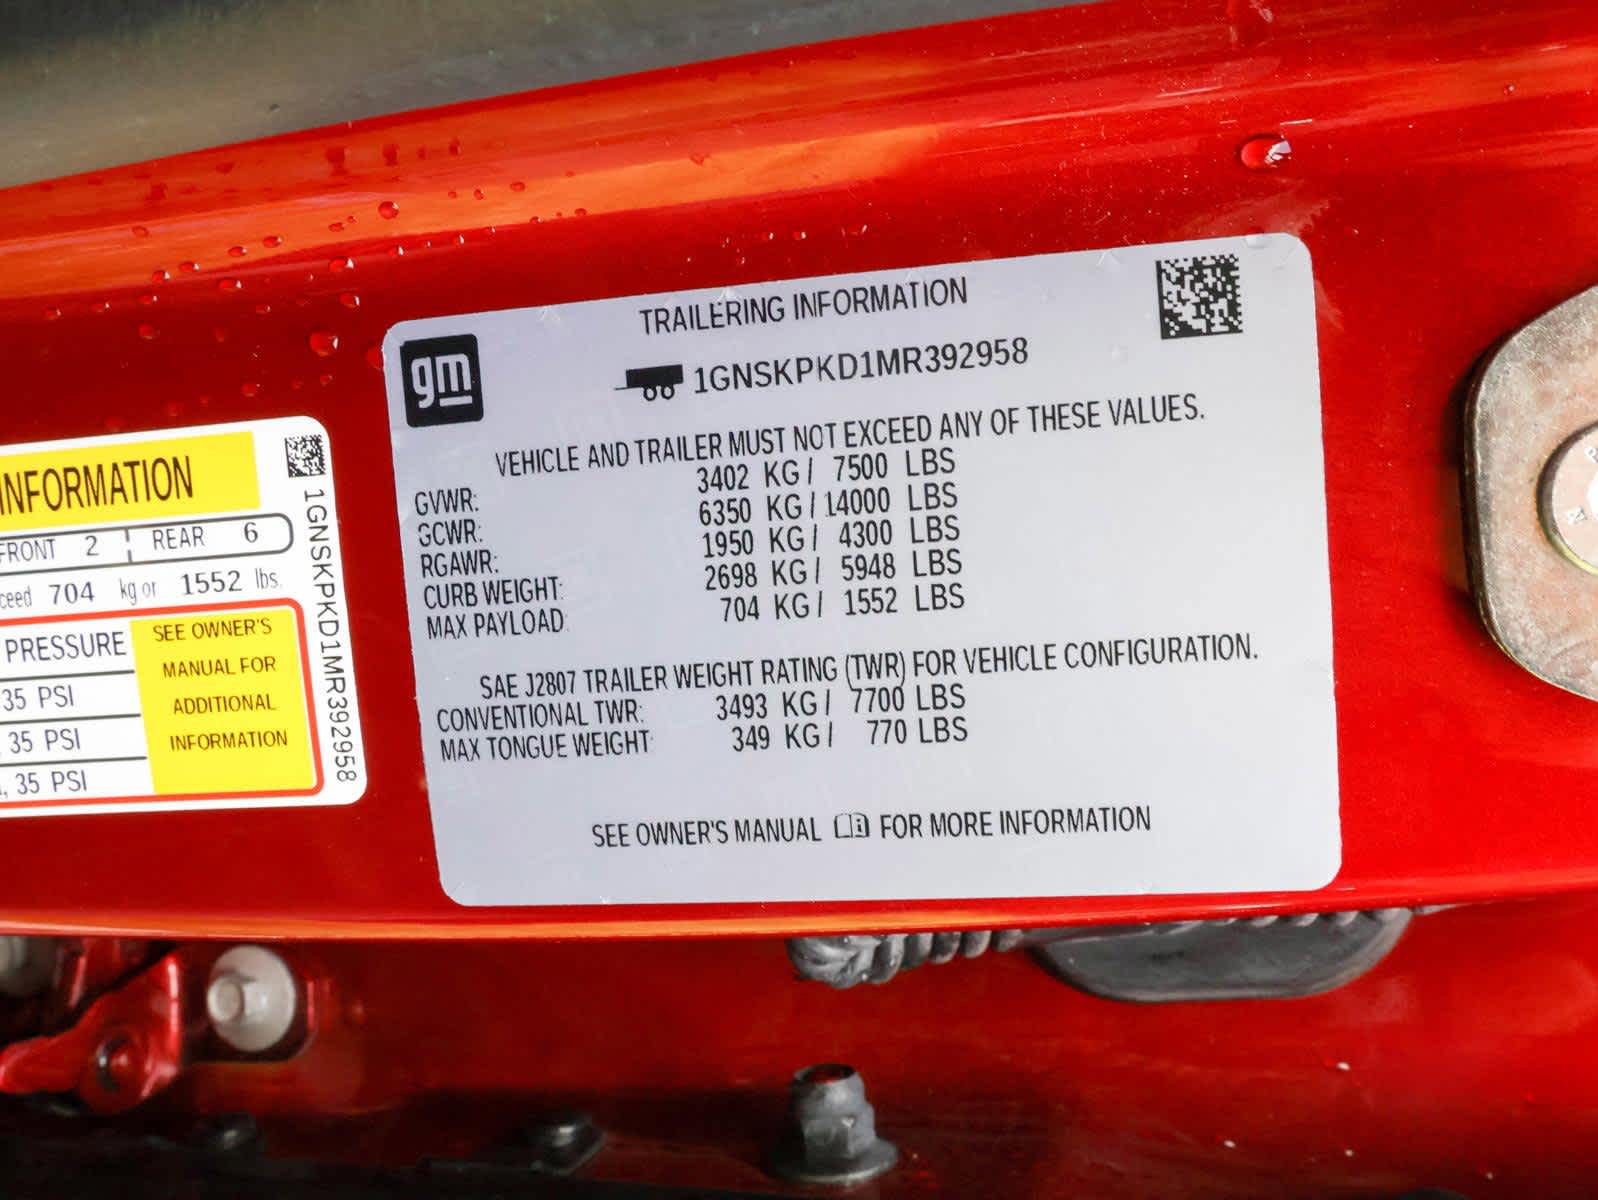 INFORMATION
FRONT 2 REAR 6
704 kg or 1552 lbs.
PRESSURE
35 PSI
35 PSI
35 PSI
SEE OWNER'S
MANUAL FOR
ADDITIONAL
INFORMATION
1GNSKPKD1MR392958
gm
TRAILERING INFORMATION
1GNSKPKD1MR392958
VEHICLE AND TRAILER MUST NOT EXCEED ANY OF THESE VALUES.
GVWR: 3402 KG/ 7500 LBS
GCWR: 6350 KG/14000 LBS
RGAWR: 1950 KG/ 4300 LBS
CURB WEIGHT: 2698 KG/ 5948 LBS
MAX PAYLOAD: 704 KG/ 1552 LBS
SAE J2807 TRAILER WEIGHT RATING (TWR) FOR VEHICLE CONFIGURATION.
CONVENTIONAL TWR: 3493 KG/ 7700 LBS
MAX TONGUE WEIGHT: 349 KG/ 770 LBS
SEE OWNER'S MANUAL FOR MORE INFORMATION